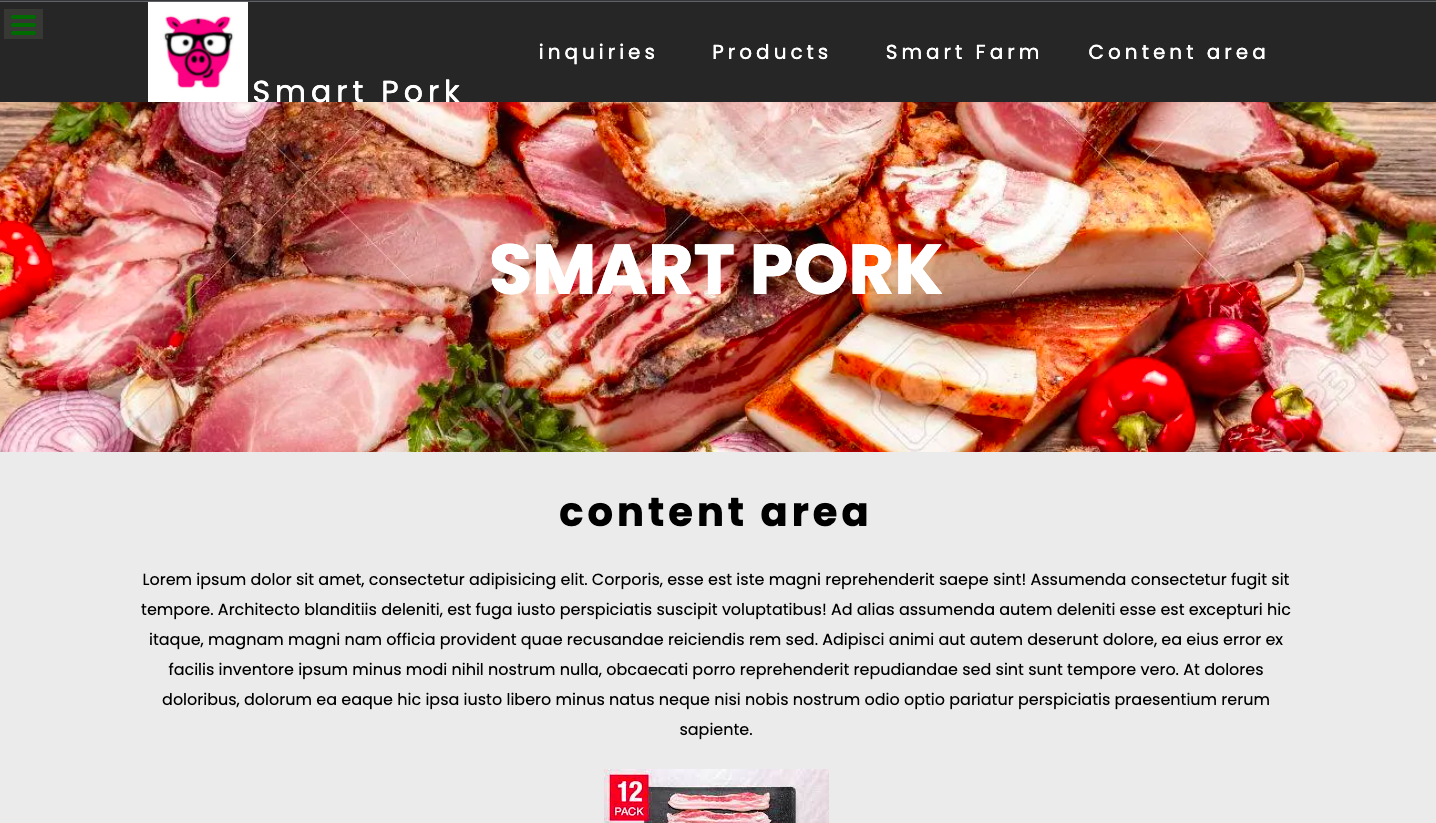 inquiries Products Smart Farm Content area
Smart Pork
SMART PORK
content area
Lorem ipsum dolor sit amet, consectetur adipisicing elit. Corporis, esse est iste magni reprehenderit saepe sint! Assumenda consectetur fugit sit
tempore. Architecto blanditiis deleniti, est fuga iusto perspiciatis suscipit voluptatibus! Ad alias assumenda autem deleniti esse est excepturi hic
itaque, magnam magni nam officia provident quae recusandae reiciendis rem sed. Adipisci animi aut autem deserunt dolore, ea eius error ex
facilis inventore ipsum minus modi nihil nostrum nulla, obcaecati porro reprehenderit repudiandae sed sint sunt tempore vero. At dolores
doloribus, dolorum ea eaque hic ipsa iusto libero minus natus neque nisi nobis nostrum odio optio pariatur perspiciatis praesentium rerum
sapiente.
12
PACK